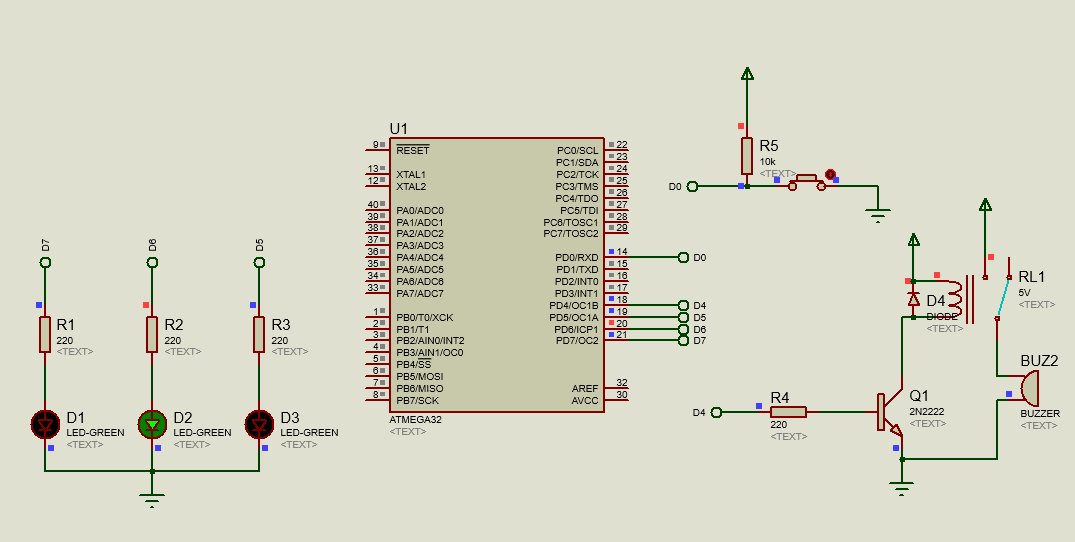 U1
9 RESET PC0/SCL 22
PC1/SDA 23
13 XTAL1 PC2/TCK 24
12 XTAL2 PC3/TMS 25
PC4/TDO 26
40 PA0/ADC0 PC5/TDI 27
39 PA1/ADC1 PC6/TOSC1 28
38 PA2/ADC2 PC7/TOSC2 29
37 PA3/ADC3
36 PA4/ADC4 PD0/RXD 14 D0
35 PA5/ADC5 PD1/TXD 15
34 PA6/ADC6 PD2/INT0 16
33 PA7/ADC7 PD3/INT1 17
PD4/OC1B 18 D4
1 PB0/T0/XCK PD5/OC1A 19 D5
2 PB1/T1 PD6/ICP1 20 D6
3 PB2/AIN0/INT2 PD7/OC2 21 D7
4 PB3/AIN1/OC0
5 PB4/SS
6 PB5/MOSI
7 PB6/MISO AREF 32
8 PB7/SCK AVCC 30
ATMEGA32
<TEXT>
D7
R1
220
<TEXT>
D1
LED-GREEN
<TEXT>
D6
R2
220
<TEXT>
D2
LED-GREEN
<TEXT>
D5
R3
220
<TEXT>
D3
LED-GREEN
<TEXT>
R5
10k
<TEXT>
D0
D4
DIODE
<TEXT>
RL1
5V
<TEXT>
BUZ2
BUZZER
<TEXT>
Q1
2N2222
<TEXT>
D4
R4
220
<TEXT>